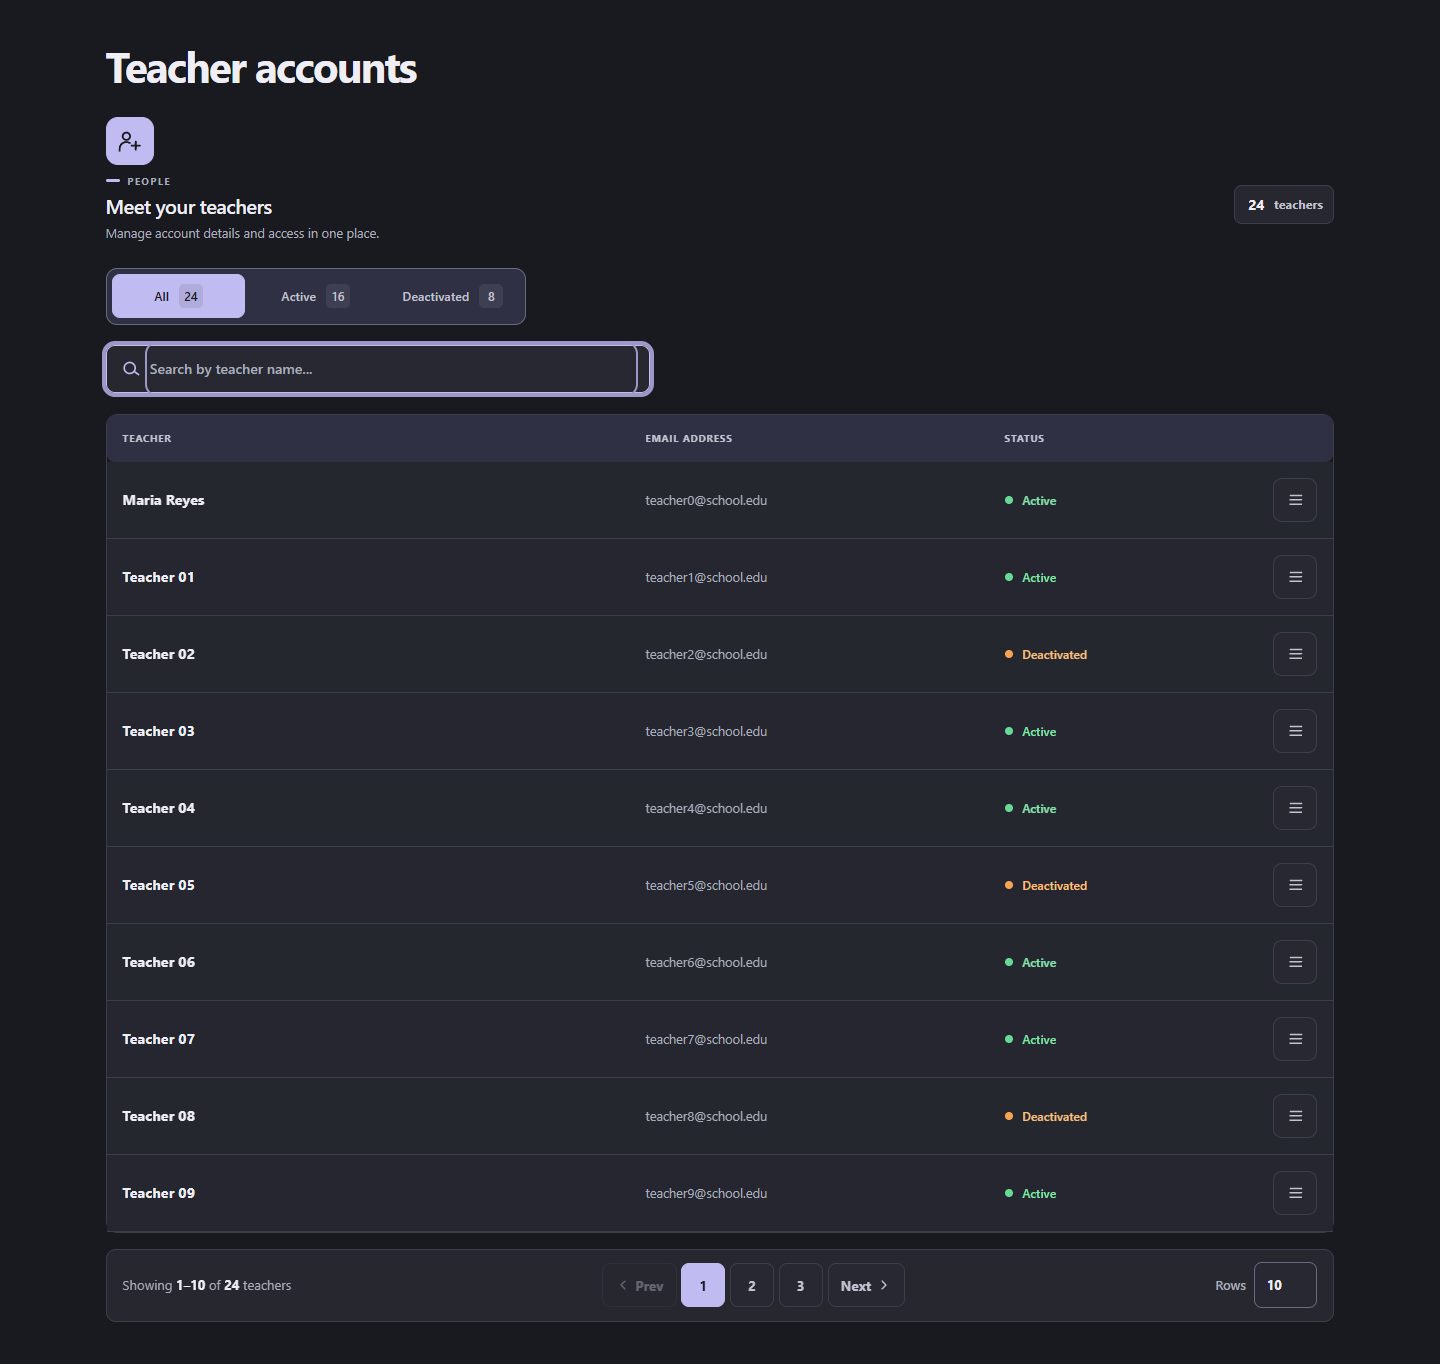 Teacher accounts
PEOPLE
Meet your teachers
Manage account details and access in one place.
24 teachers
All 24 Active 16 Deactivated 8
Search by teacher name...
TEACHER EMAIL ADDRESS STATUS
Maria Reyes teacher0@school.edu Active
Teacher 01 teacher1@school.edu Active
Teacher 02 teacher2@school.edu Deactivated
Teacher 03 teacher3@school.edu Active
Teacher 04 teacher4@school.edu Active
Teacher 05 teacher5@school.edu Deactivated
Teacher 06 teacher6@school.edu Active
Teacher 07 teacher7@school.edu Active
Teacher 08 teacher8@school.edu Deactivated
Teacher 09 teacher9@school.edu Active
Showing 1–10 of 24 teachers Prev 1 2 3 Next Rows 10